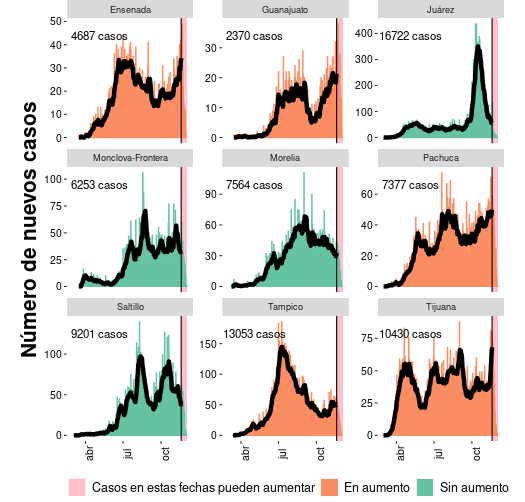 Número de nuevos casos
Ensenada
Guanajuato
Juárez
4687 casos
2370 casos
16722 casos
50
40
30
20
10
0
30
20
10
0
400
300
200
100
0
Monclova-Frontera
Morelia
Pachuca
6253 casos
7564 casos
7377 casos
100
75
50
25
0
90
60
30
0
60
40
20
0
Saltillo
Tampico
Tijuana
9201 casos
13053 casos
10430 casos
100
50
0
150
100
50
0
75
50
25
0
abr
jul
oct
abr
jul
oct
abr
jul
oct
Casos en estas fechas pueden aumentar
En aumento
Sin aumento